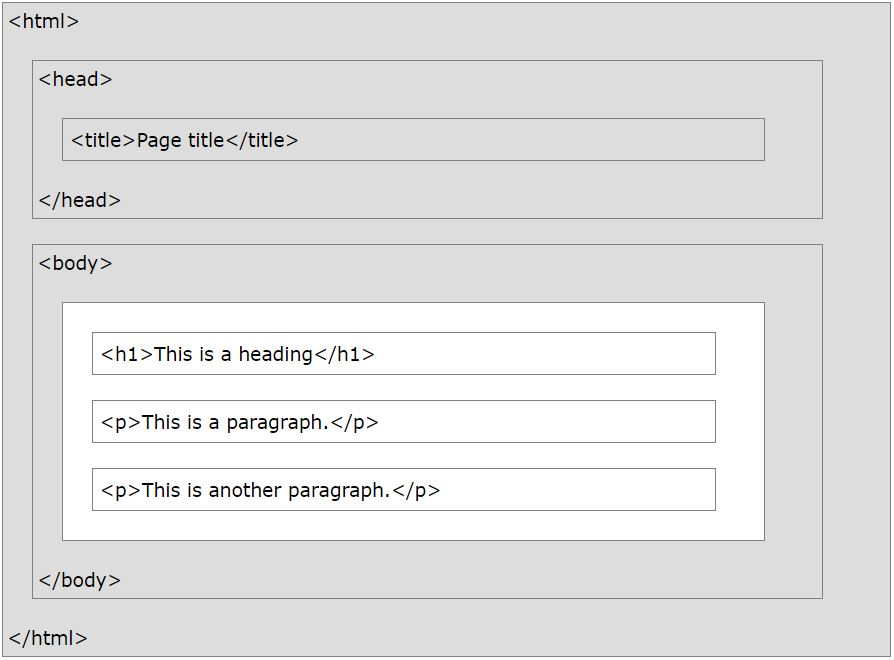 <html>
<head>
<title>Page title</title>
</head>
<body>
<h1>This is a heading</h1>
<p>This is a paragraph.</p>
<p>This is another paragraph.</p>
</body>
</html>